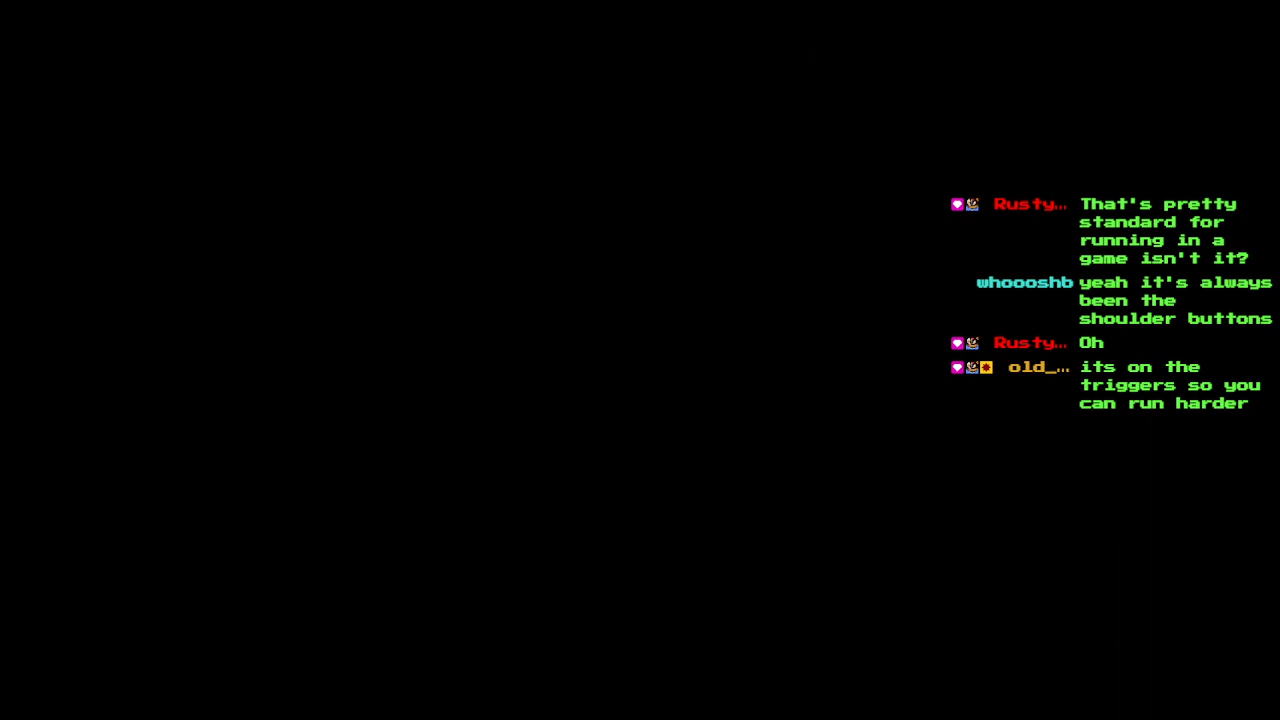 Rusty… That's pretty
standard for
running in a
game isn't it?
whoooshb yeah it's always
been the
shoulder buttons
Rusty… Oh
old_… its on the
triggers so you
can run harder